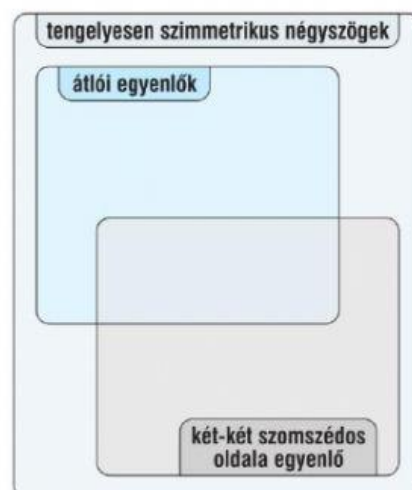 tengelyesen szimmetrikus négyszögek
átlói egyenlők
két-két szomszédos
oldala egyenlő